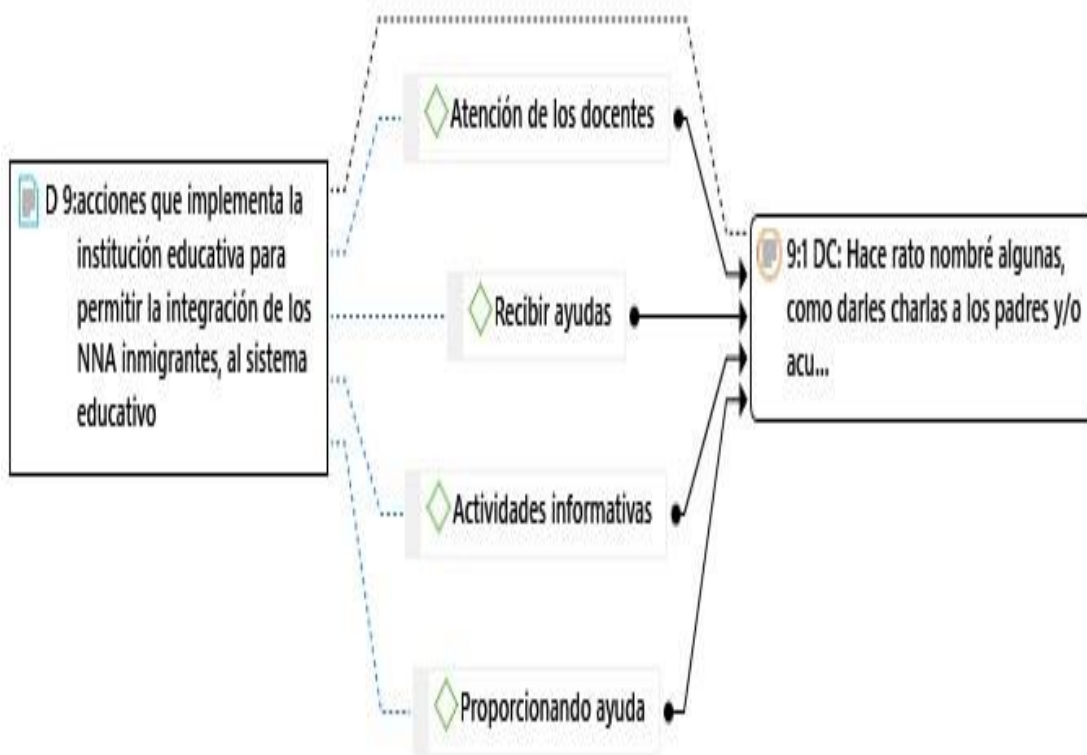 D 9:acciones que implementa la
institución educativa para
permitir la integración de los
NNA inmigrantes, al sistema
educativo
Atención de los docentes
Recibir ayudas
Actividades informativas
Proporcionando ayuda
9:1 DC: Hace rato nombré algunas,
como darles charlas a los padres y/o
acu...